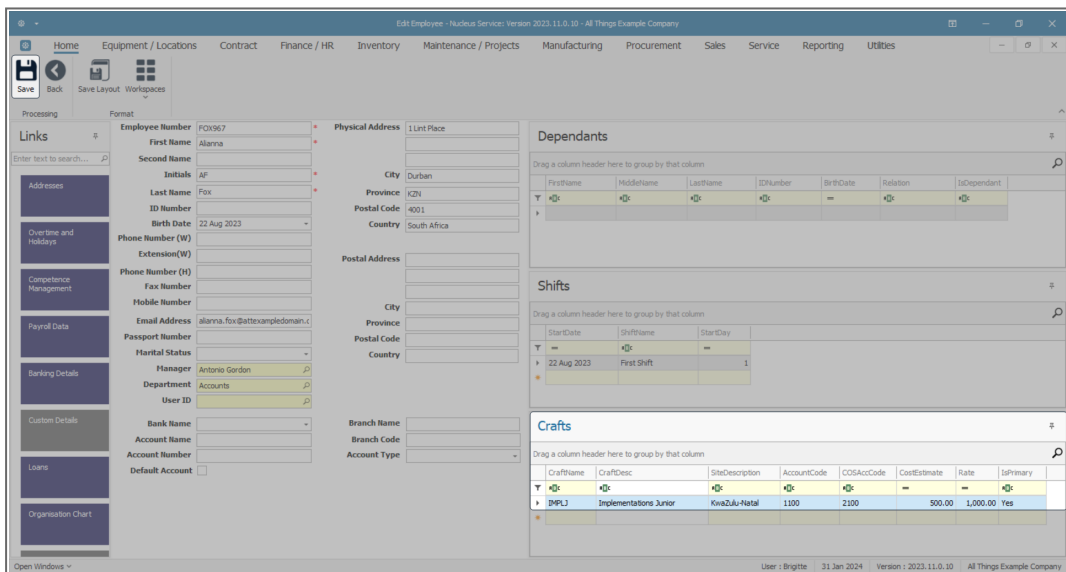 Edit Employee - Nucleus Service: Version 2023.11.0.10 - All Things Example Company
Home Equipment / Locations Contract Finance / HR Inventory Maintenance / Projects Manufacturing Procurement Sales Service Reporting Utilities
Save Back Save Layout Workspaces
Processing Format
Links
Enter text to search...
Addresses
Overtime and
Holidays
Competence
Management
Payroll Data
Banking Details
Custom Details
Loans
Organisation Chart
Open Windows
Employee Number FOX967 *
First Name Alianna *
Second Name
Initials AF *
Last Name Fox *
ID Number
Birth Date 22 Aug 2023
Phone Number (W)
Extension(W)
Phone Number (H)
Fax Number
Mobile Number
Email Address alianna.fox@attexampledomain.c
Passport Number
Marital Status
Manager Antonio Gordon
Department Accounts
User ID
Bank Name
Account Name
Account Number
Default Account
Physical Address 1 Lint Place
City Durban
Province KZN
Postal Code 4001
Country South Africa
Postal Address
City
Province
Postal Code
Country
Branch Name
Branch Code
Account Type
Dependants
Drag a column header here to group by that column
FirstName MiddleName LastName IDNumber BirthDate Relation IsDependant
Shifts
Drag a column header here to group by that column
StartDate ShiftName StartDay
22 Aug 2023 First Shift 1
Crafts
Drag a column header here to group by that column
CraftName CraftDesc SiteDescription AccountCode COSAccCode CostEstimate Rate IsPrimary
IMPLJ Implementations Junior KwaZulu-Natal 1100 2100 500.00 1,000.00 Yes
User : Brigitte 31 Jan 2024 Version : 2023.11.0.10 All Things Example Company